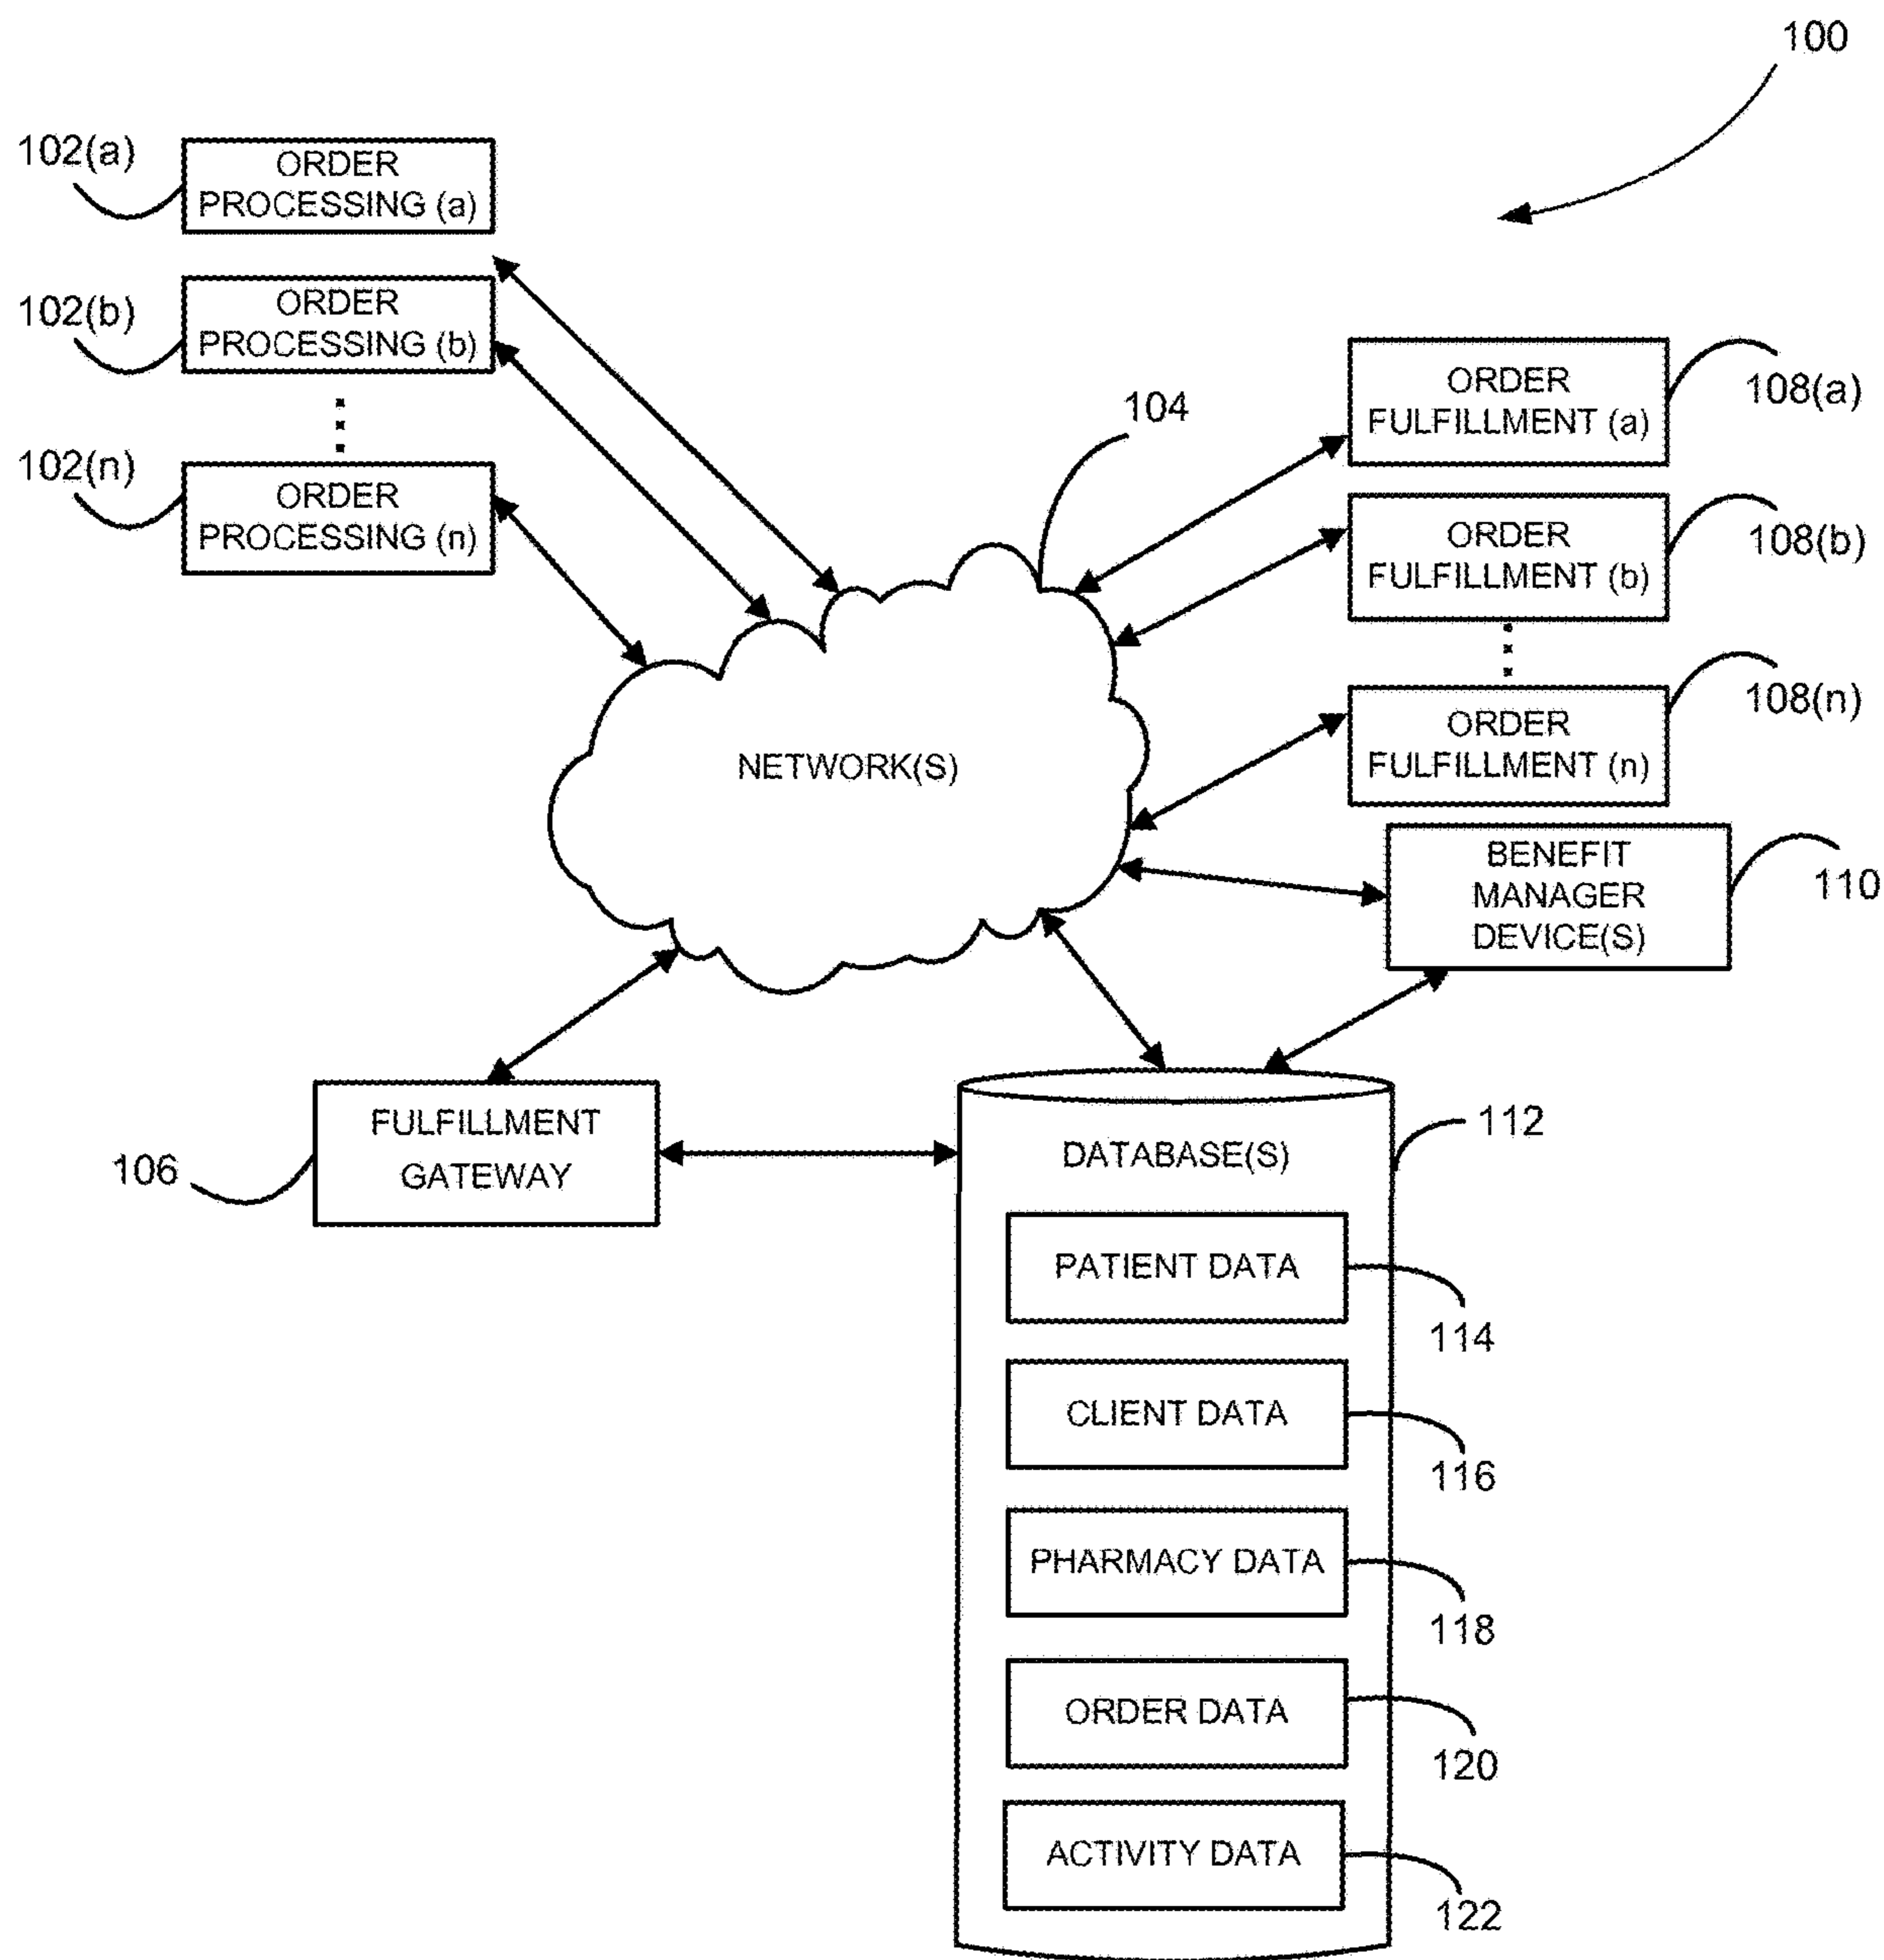 100
102(a)
ORDER
PROCESSING (a)
102(b)
ORDER
PROCESSING (b)
102(n)
ORDER
PROCESSING (n)
104
NETWORK(S)
ORDER
FULFILLMENT (a)
108(a)
ORDER
FULFILLMENT (b)
108(b)
ORDER
FULFILLMENT (n)
108(n)
BENEFIT
MANAGER
DEVICE(S)
110
FULFILLMENT
GATEWAY
106
DATABASE(S)
112
PATIENT DATA
114
CLIENT DATA
116
PHARMACY DATA
118
ORDER DATA
120
ACTIVITY DATA
122